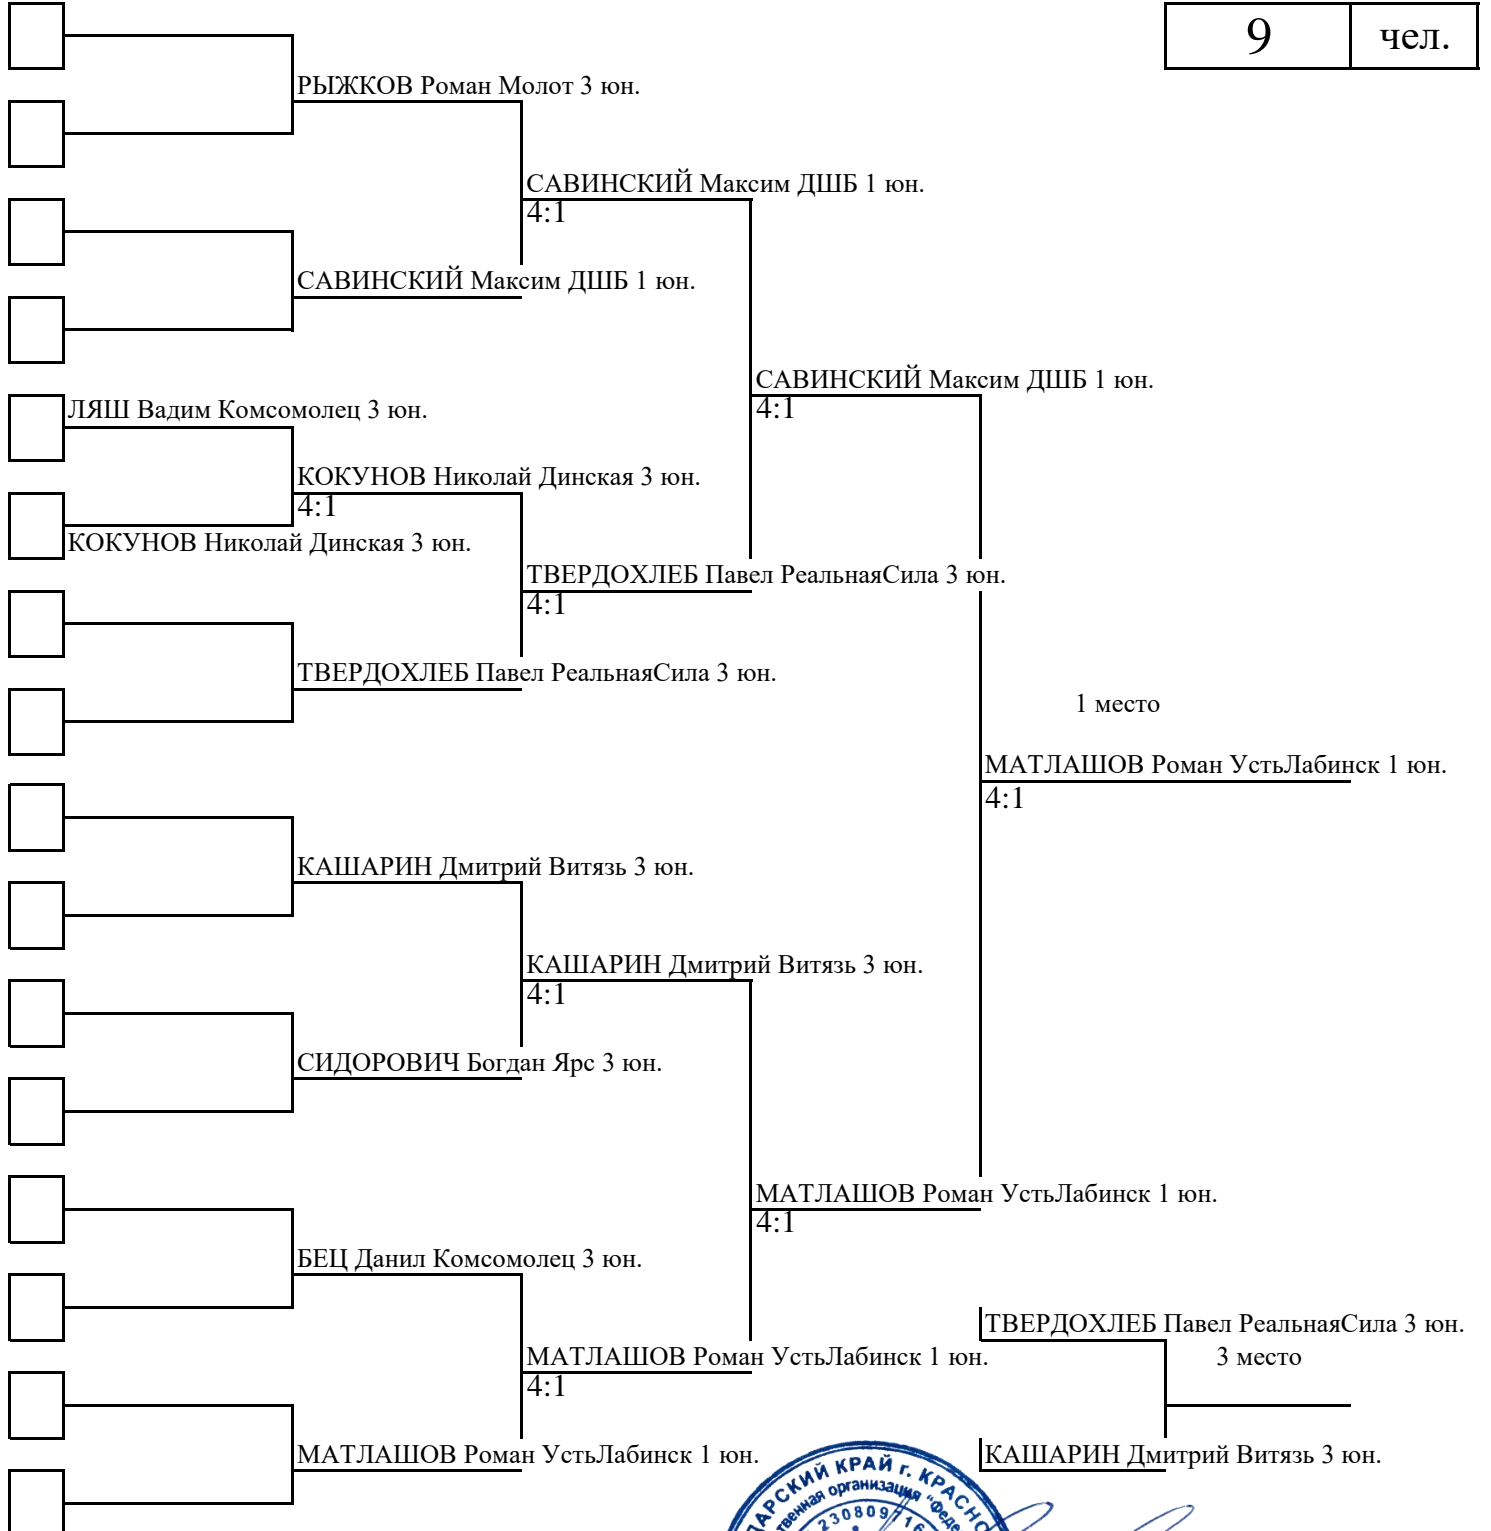 9 чел.
РЫЖКОВ Роман Молот 3 юн.
САВИНСКИЙ Максим ДШБ 1 юн.
4:1
САВИНСКИЙ Максим ДШБ 1 юн.
САВИНСКИЙ Максим ДШБ 1 юн.
4:1
ЛЯШ Вадим Комсомолец 3 юн.
КОКУНОВ Николай Динская 3 юн.
4:1
КОКУНОВ Николай Динская 3 юн.
ТВЕРДОХЛЕБ Павел РеальнаяСила 3 юн.
4:1
ТВЕРДОХЛЕБ Павел РеальнаяСила 3 юн.
1 место
МАТЛАШОВ Роман УстьЛабинск 1 юн.
4:1
КАШАРИН Дмитрий Витязь 3 юн.
КАШАРИН Дмитрий Витязь 3 юн.
4:1
СИДОРОВИЧ Богдан Ярс 3 юн.
МАТЛАШОВ Роман УстьЛабинск 1 юн.
4:1
БЕЦ Данил Комсомолец 3 юн.
ТВЕРДОХЛЕБ Павел РеальнаяСила 3 юн.
МАТЛАШОВ Роман УстьЛабинск 1 юн.
3 место
4:1
МАТЛАШОВ Роман УстьЛабинск 1 юн.
КАШАРИН Дмитрий Витязь 3 юн.
КРАЙ г.
организация